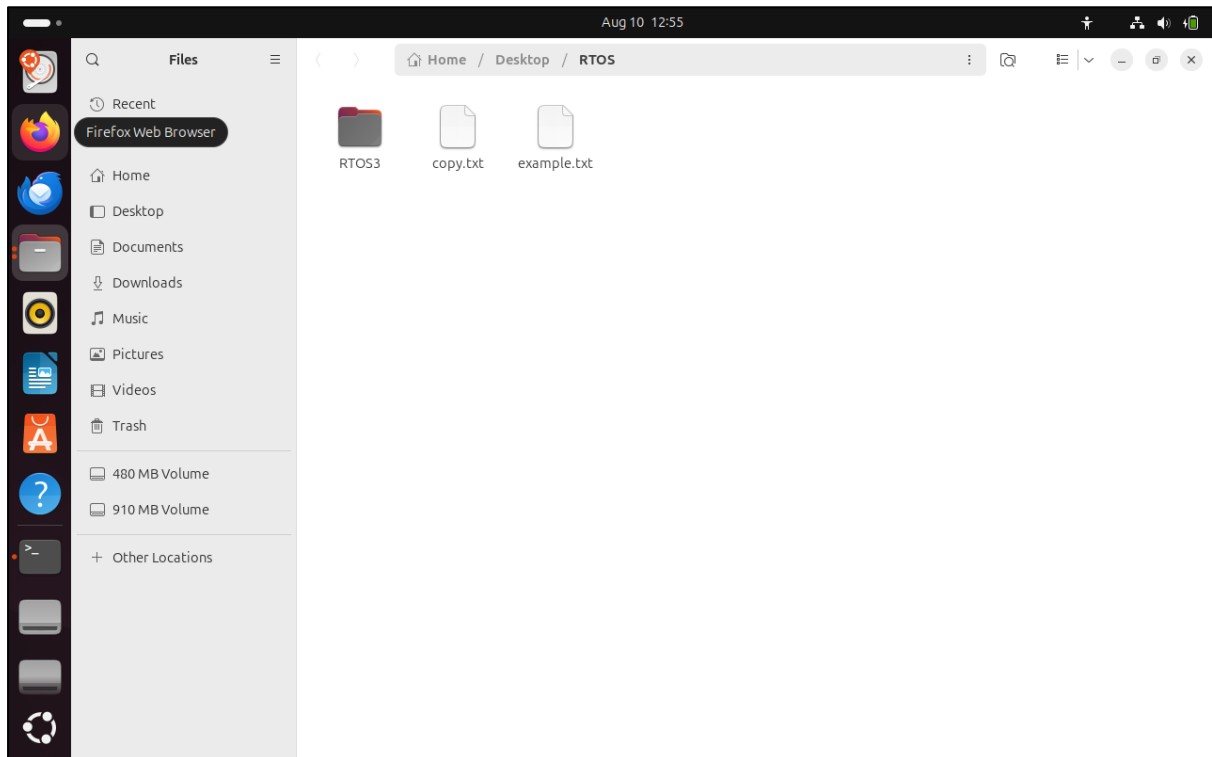 Aug 10 12:55
Files
Home / Desktop / RTOS
Recent
Firefox Web Browser
Home
Desktop
Documents
Downloads
Music
Pictures
Videos
Trash
480 MB Volume
910 MB Volume
+ Other Locations
RTOS3
copy.txt
example.txt